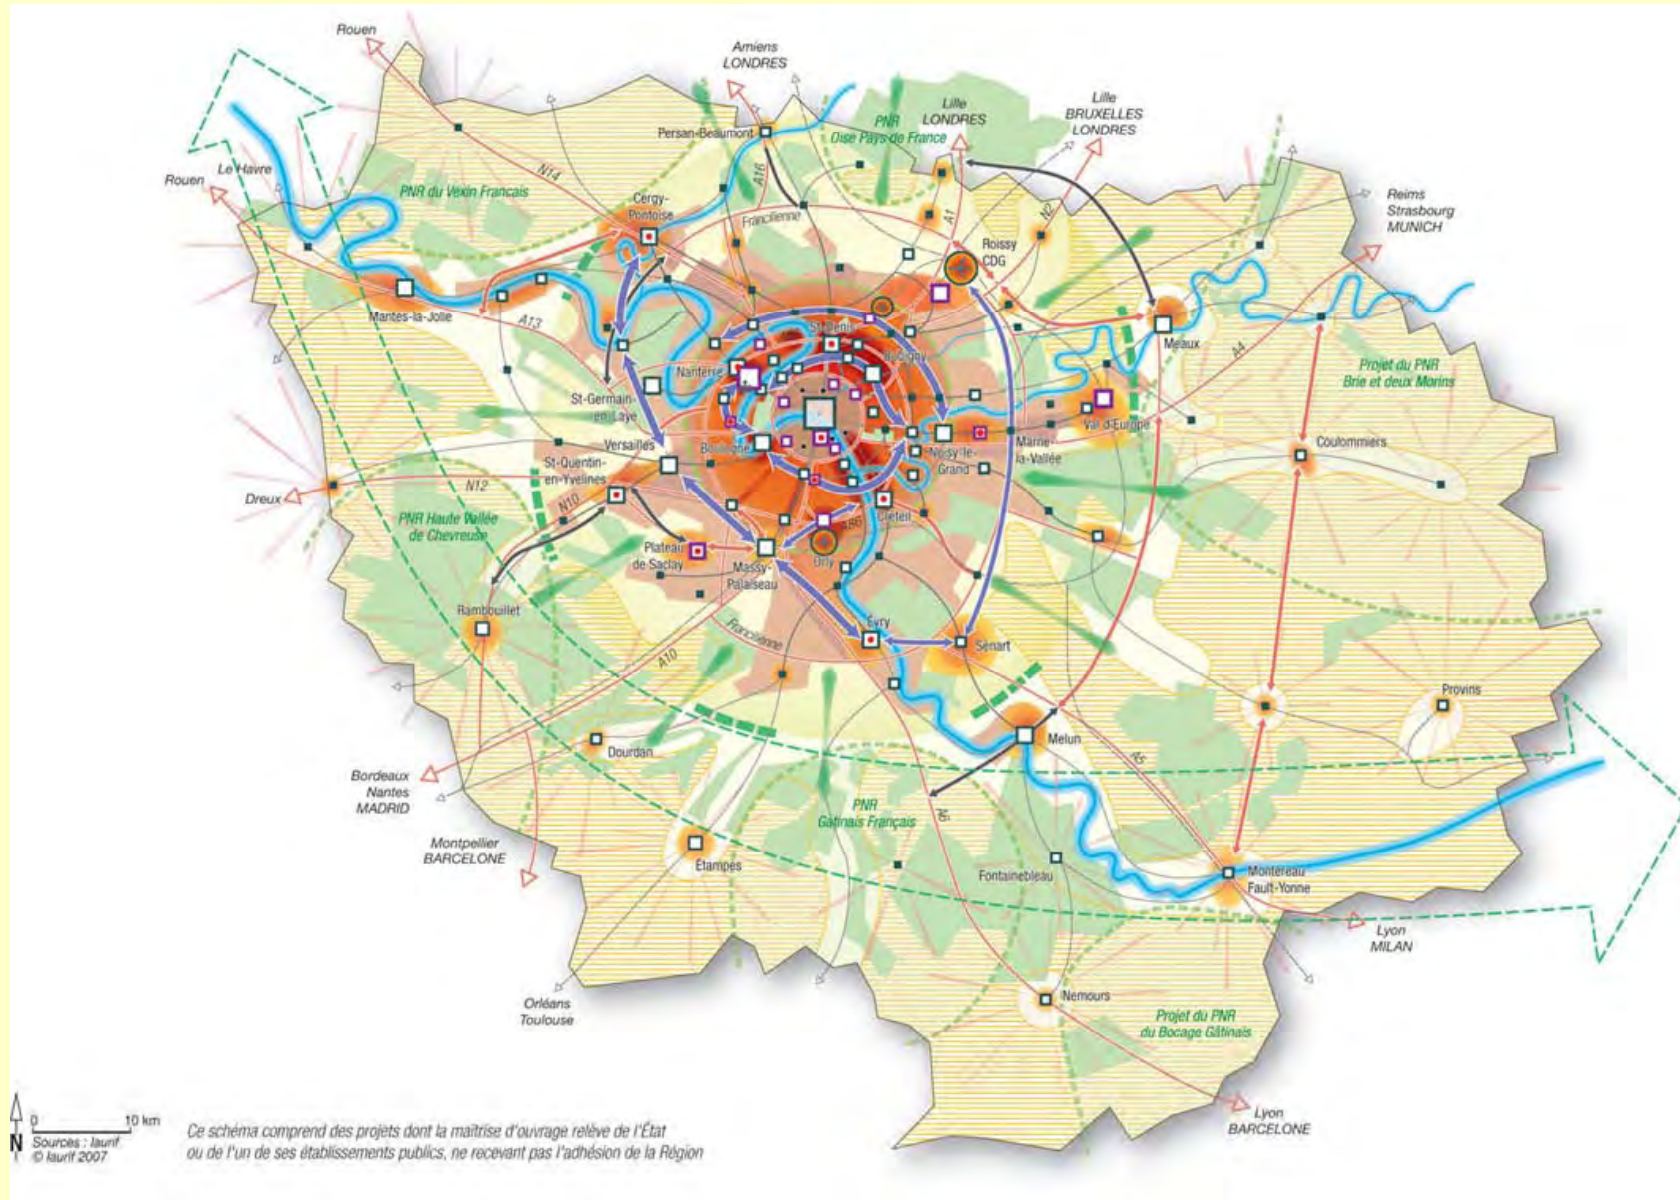 Rouen
Amiens
LONDRES
Lille
LONDRES
Lille
BRUXELLES
LONDRES
PNR
Oise Pays de France
Persan-Beaumont
Rouen
Le Havre
N14
A16
PNR du Vexin Francais
Cergy-
Pontoise
Francilienne
A1
N2
Reims
Strasbourg
MUNICH
Roissy
CDG
Mantes-la-Jolie
A13
St-Denis
Bobigny
Meaux
A4
Nanterre
Projet du PNR
Brie et deux Morins
St-Germain-
en-Laye
Val d'Europe
Versailles
Boulogne
Noisy-le-
Grand
Marne-
la-Vallée
Coulommiers
St-Quentin-
en-Yvelines
Dreux
N12
N10
PNR Haute Vallée
de Chevreuse
Créteil
A86
Plateau
de Saclay
Massy-
Palaiseau
Orly
Rambouillet
Évry
Francilienne
Sénart
A10
Provins
Dourdan
Melun
A5
Bordeaux
Nantes
MADRID
PNR
Gâtinais Français
A6
Montpellier
BARCELONE
Étampes
Fontainebleau
Montereau
Fault-Yonne
Lyon
MILAN
Orléans
Toulouse
Nemours
Projet du PNR
du Bocage Gâtinais
Lyon
BARCELONE
0 10 km
N
Sources : Iaurif
© Iaurif 2007
Ce schéma comprend des projets dont la maîtrise d'ouvrage relève de l'État
ou de l'un de ses établissements publics, ne recevant pas l'adhésion de la Région